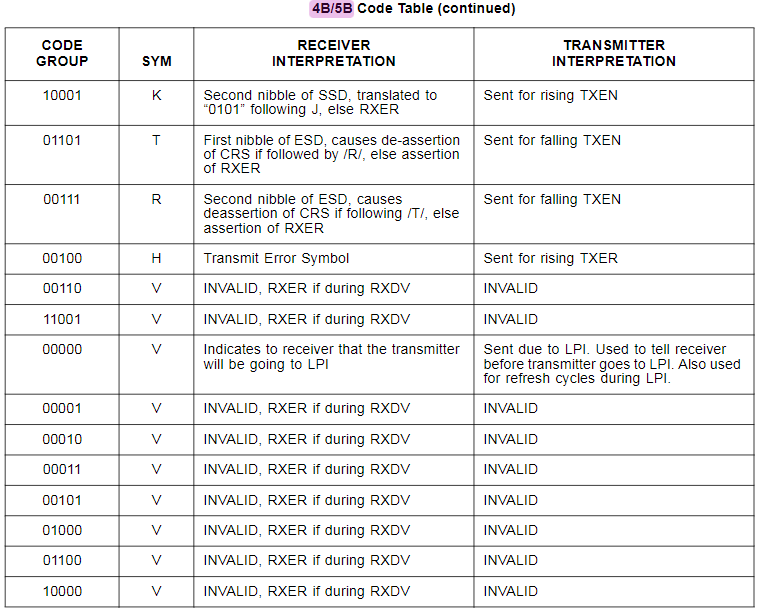 4B/5B Code Table (continued)
CODE
GROUP
SYM
RECEIVER
INTERPRETATION
TRANSMITTER
INTERPRETATION
10001
K
Second nibble of SSD, translated to
“0101” following J, else RXER
Sent for rising TXEN
01101
T
First nibble of ESD, causes de-assertion
of CRS if followed by /R/, else assertion
of RXER
Sent for falling TXEN
00111
R
Second nibble of ESD, causes
deassertion of CRS if following /T/, else
assertion of RXER
Sent for falling TXEN
00100
H
Transmit Error Symbol
Sent for rising TXER
00110
V
INVALID, RXER if during RXDV
INVALID
11001
V
INVALID, RXER if during RXDV
INVALID
00000
V
Indicates to receiver that the transmitter
will be going to LPI
Sent due to LPI. Used to tell receiver
before transmitter goes to LPI. Also used
for refresh cycles during LPI.
00001
V
INVALID, RXER if during RXDV
INVALID
00010
V
INVALID, RXER if during RXDV
INVALID
00011
V
INVALID, RXER if during RXDV
INVALID
00101
V
INVALID, RXER if during RXDV
INVALID
01000
V
INVALID, RXER if during RXDV
INVALID
01100
V
INVALID, RXER if during RXDV
INVALID
10000
V
INVALID, RXER if during RXDV
INVALID